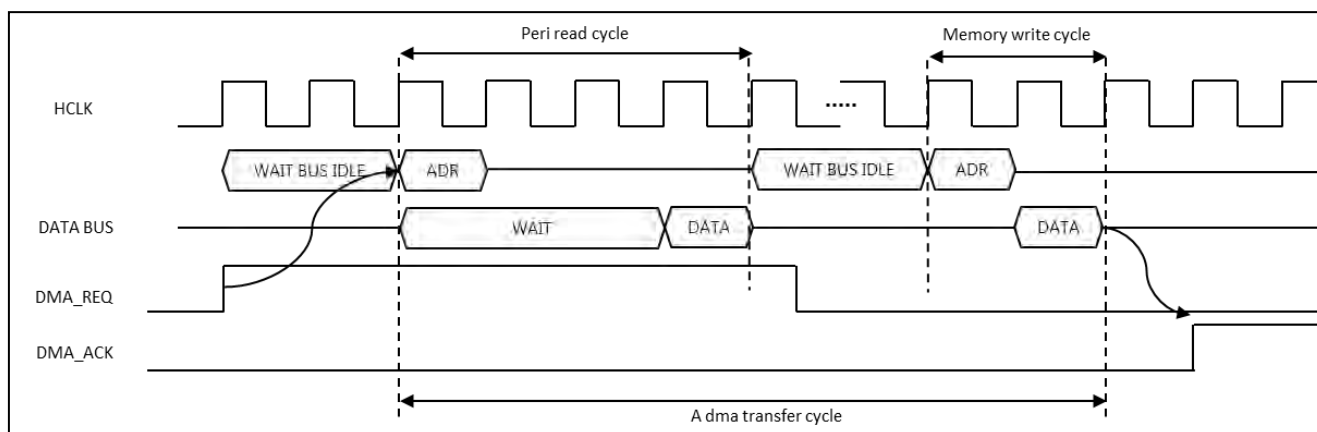 Peri read cycle
Memory write cycle
HCLK
.....
WAIT BUS IDLE
ADR
WAIT BUS IDLE
ADR
DATA BUS
WAIT
DATA
DATA
DMA_REQ
DMA_ACK
A dma transfer cycle